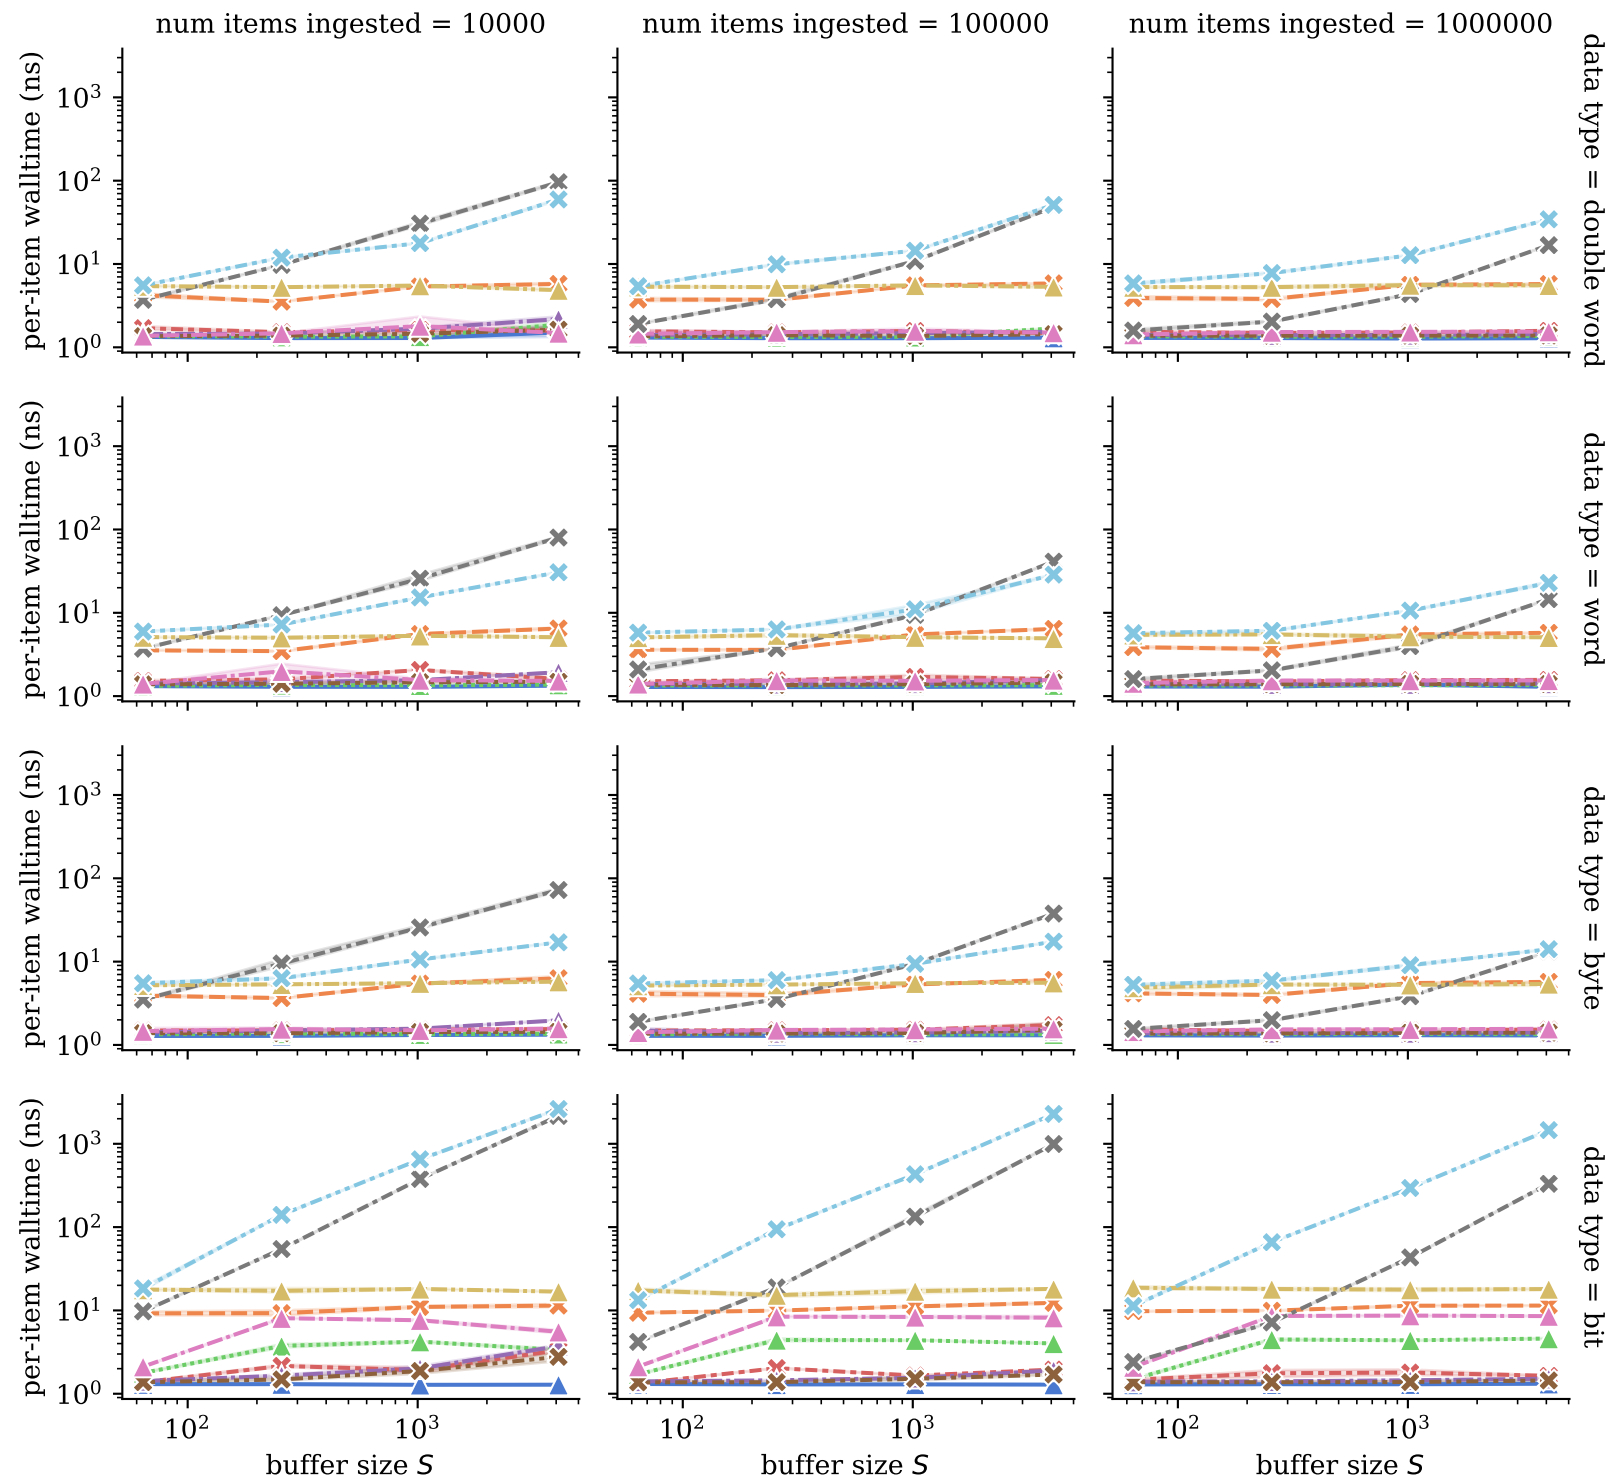 num items ingested = 10000
num items ingested = 100000
num items ingested = 1000000
per-item walltime (ns)
10³
10²
10¹
10⁰
data type = double word
per-item walltime (ns)
10³
10²
10¹
10⁰
data type = word
per-item walltime (ns)
10³
10²
10¹
10⁰
data type = byte
per-item walltime (ns)
10³
10²
10¹
10⁰
data type = bit
10² 10³
10² 10³
10² 10³
buffer size S
buffer size S
buffer size S